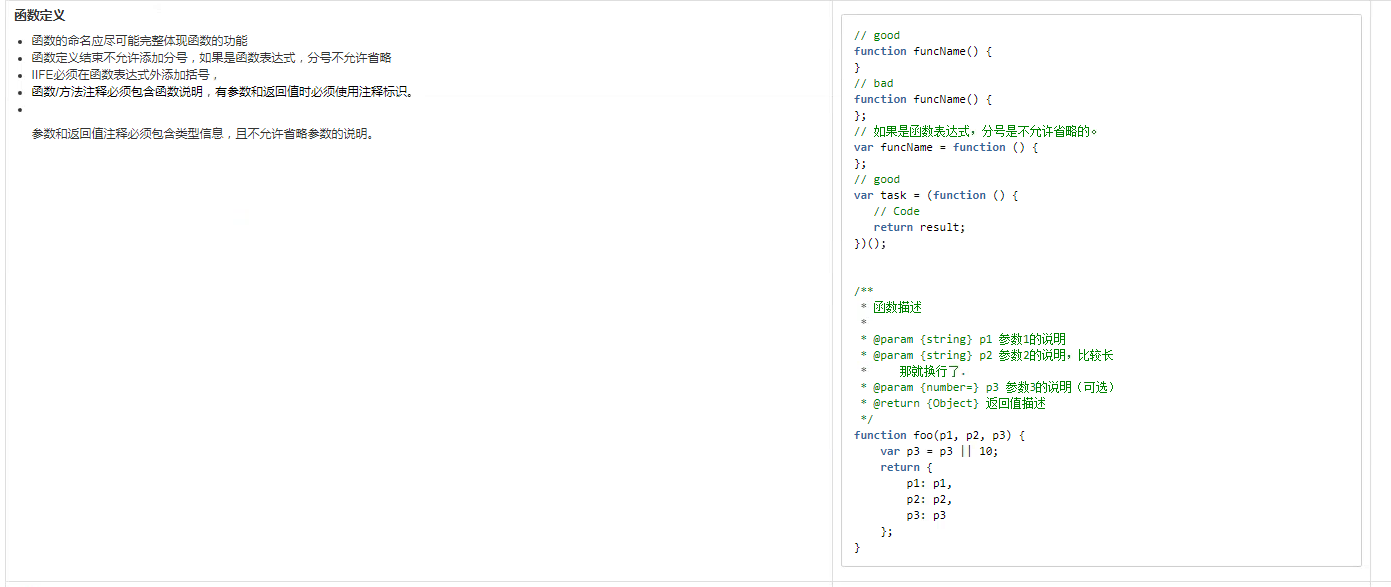 函数定义
函数的命名应尽可能完整体现函数的功能
函数定义结束不允许添加分号，如果是函数表达式，分号不允许省略
IIFE必须在函数表达式外添加括号，
函数/方法注释必须包含函数说明，有参数和返回值时必须使用注释标识。
参数和返回值注释必须包含类型信息，且不允许省略参数的说明。
// good
function funcName() {
}
// bad
function funcName() {
};
// 如果是函数表达式，分号是不允许省略的。
var funcName = function () {
};
// good
var task = (function () {
   // Code
   return result;
})();
/**
 * 函数描述
 *
 * @param {string} p1 参数1的说明
 * @param {string} p2 参数2的说明，比较长
 *     那就换行了.
 * @param {number=} p3 参数3的说明（可选）
 * @return {Object} 返回值描述
 */
function foo(p1, p2, p3) {
    var p3 = p3 || 10;
    return {
        p1: p1,
        p2: p2,
        p3: p3
    };
}